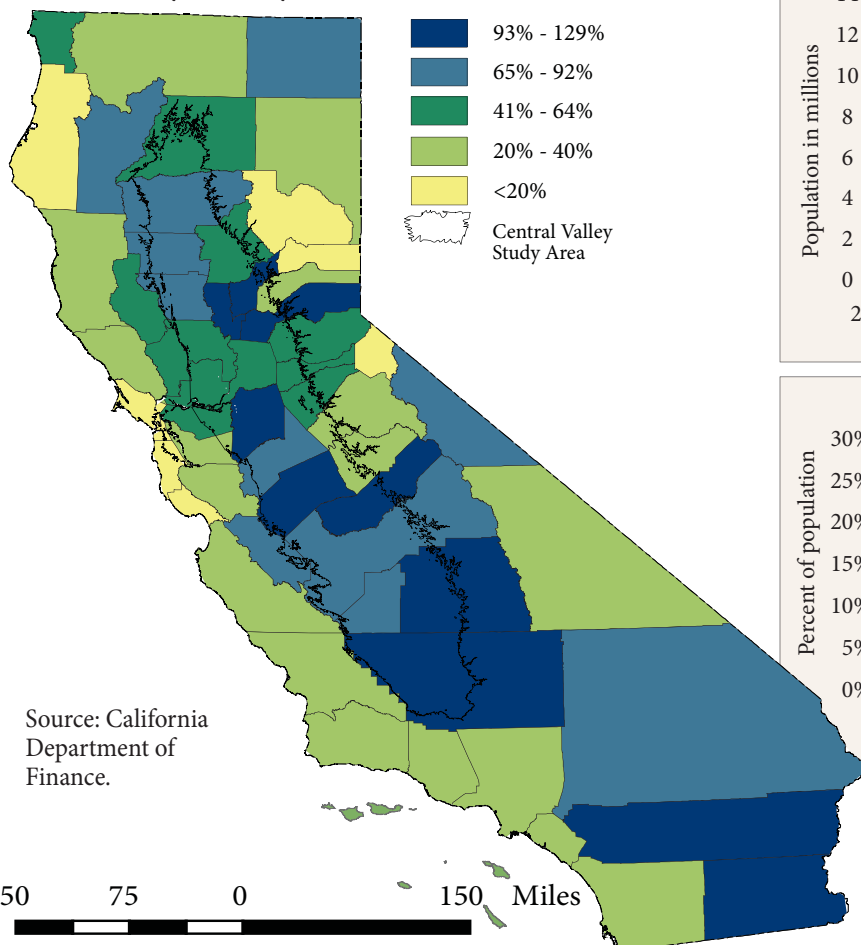 93% - 129%
65% - 92%
41% - 64%
20% - 40%
<20%
Central Valley
Study Area
Source: California
Department of
Finance.
50 75 0 150 Miles
Population in millions
12
10
8
6
4
2
0
2
Percent of population
30%
25%
20%
15%
10%
5%
0%